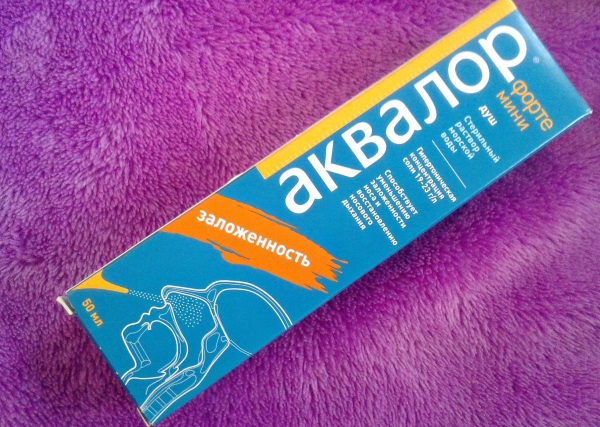 аквалор
форте
мини
душ
Стерильный
раствор
морской
воды
Гипертоническая
концентрация
соли 19-23 г/л
Способствует
уменьшению
заложенности
носа и
восстановлению
носового
дыхания
заложенность
50 мл